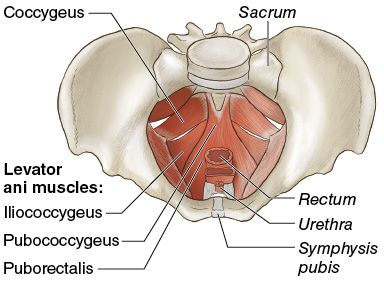 Coccygeus
Sacrum
Levator
ani muscles:
Iliococcygeus
Pubococcygeus
Puborectalis
Rectum
Urethra
Symphysis
pubis